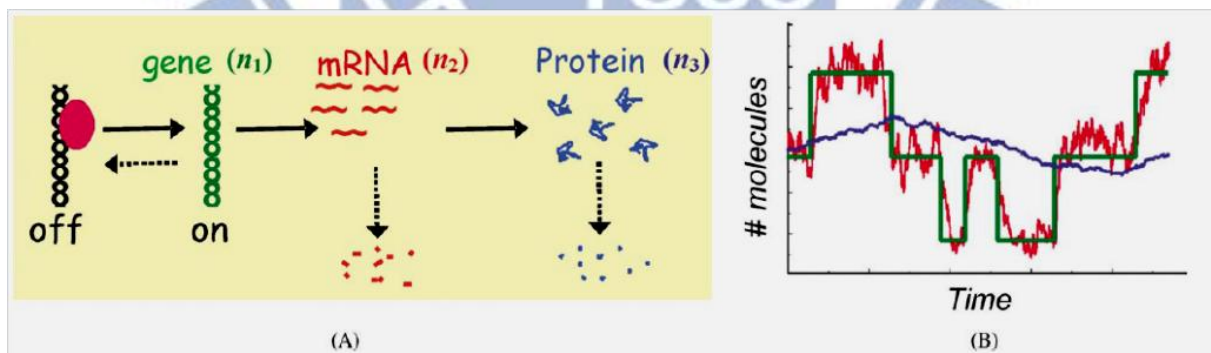 gene (n₁) mRNA (n₂) Protein (n₃)
off on
(A)
# molecules
Time
(B)